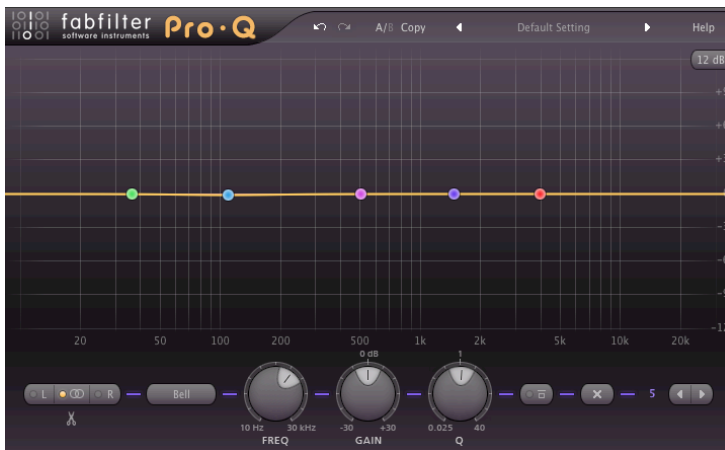 fabfilter
software instruments
Pro·Q
A/B Copy
Default Setting
Help
12 dB
20 50 100 200 500 1k 2k 5k 10k 20k
0 dB 1
L R Bell 5
10 Hz 30 kHz -30 +30 0.025 40
FREQ GAIN Q